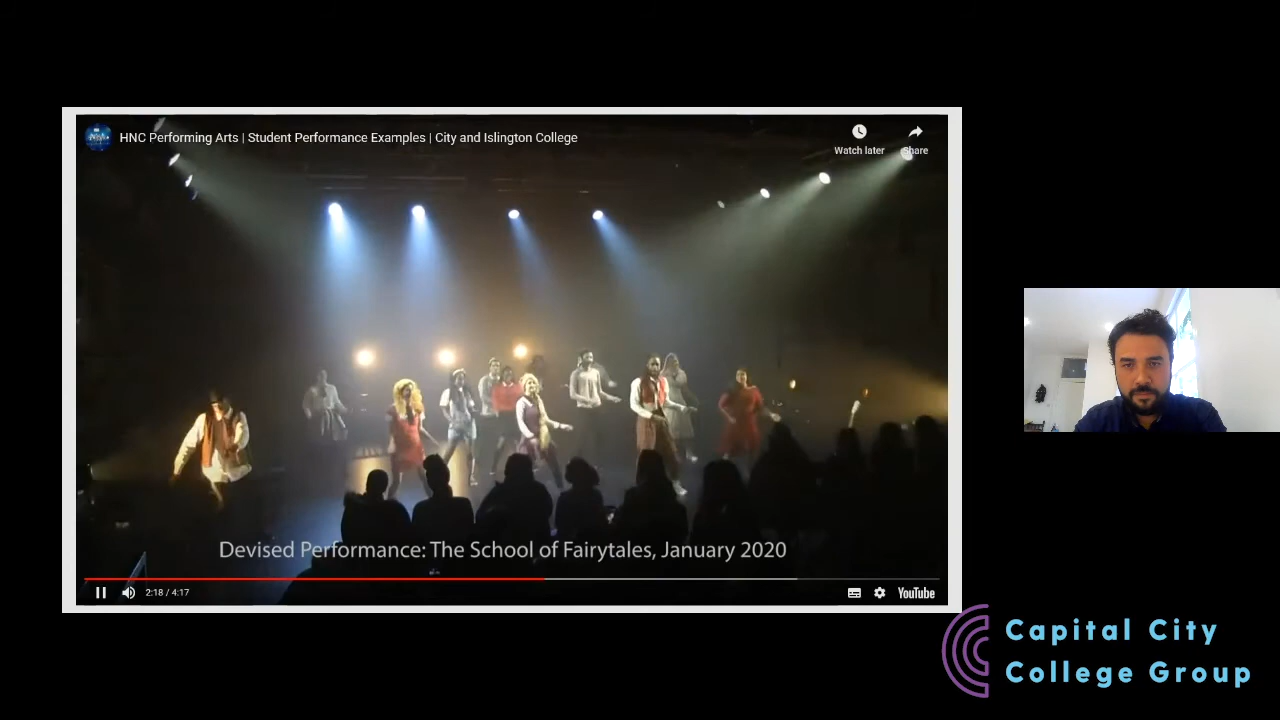 HNC Performing Arts | Student Performance Examples | City and Islington College
Watch later
Share
Devised Performance: The School of Fairytales, January 2020
2:18 / 4:17
YouTube
Capital City
College Group